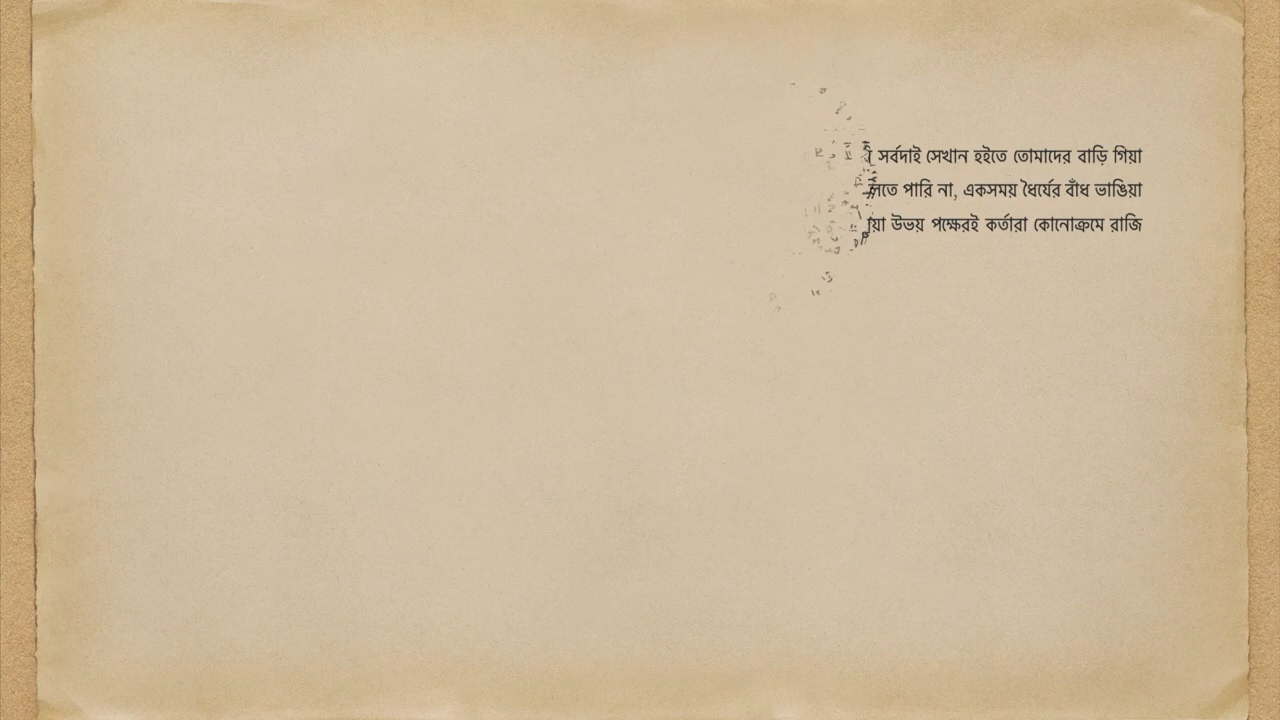 সর্বদাই সেখান হইতে তোমাদের বাড়ি গিয়া
পারি না, একসময় ধৈর্যের বাঁধ ভাঙিয়া
উভয় পক্ষেরই কর্তারা কোনোক্রমে রাজি